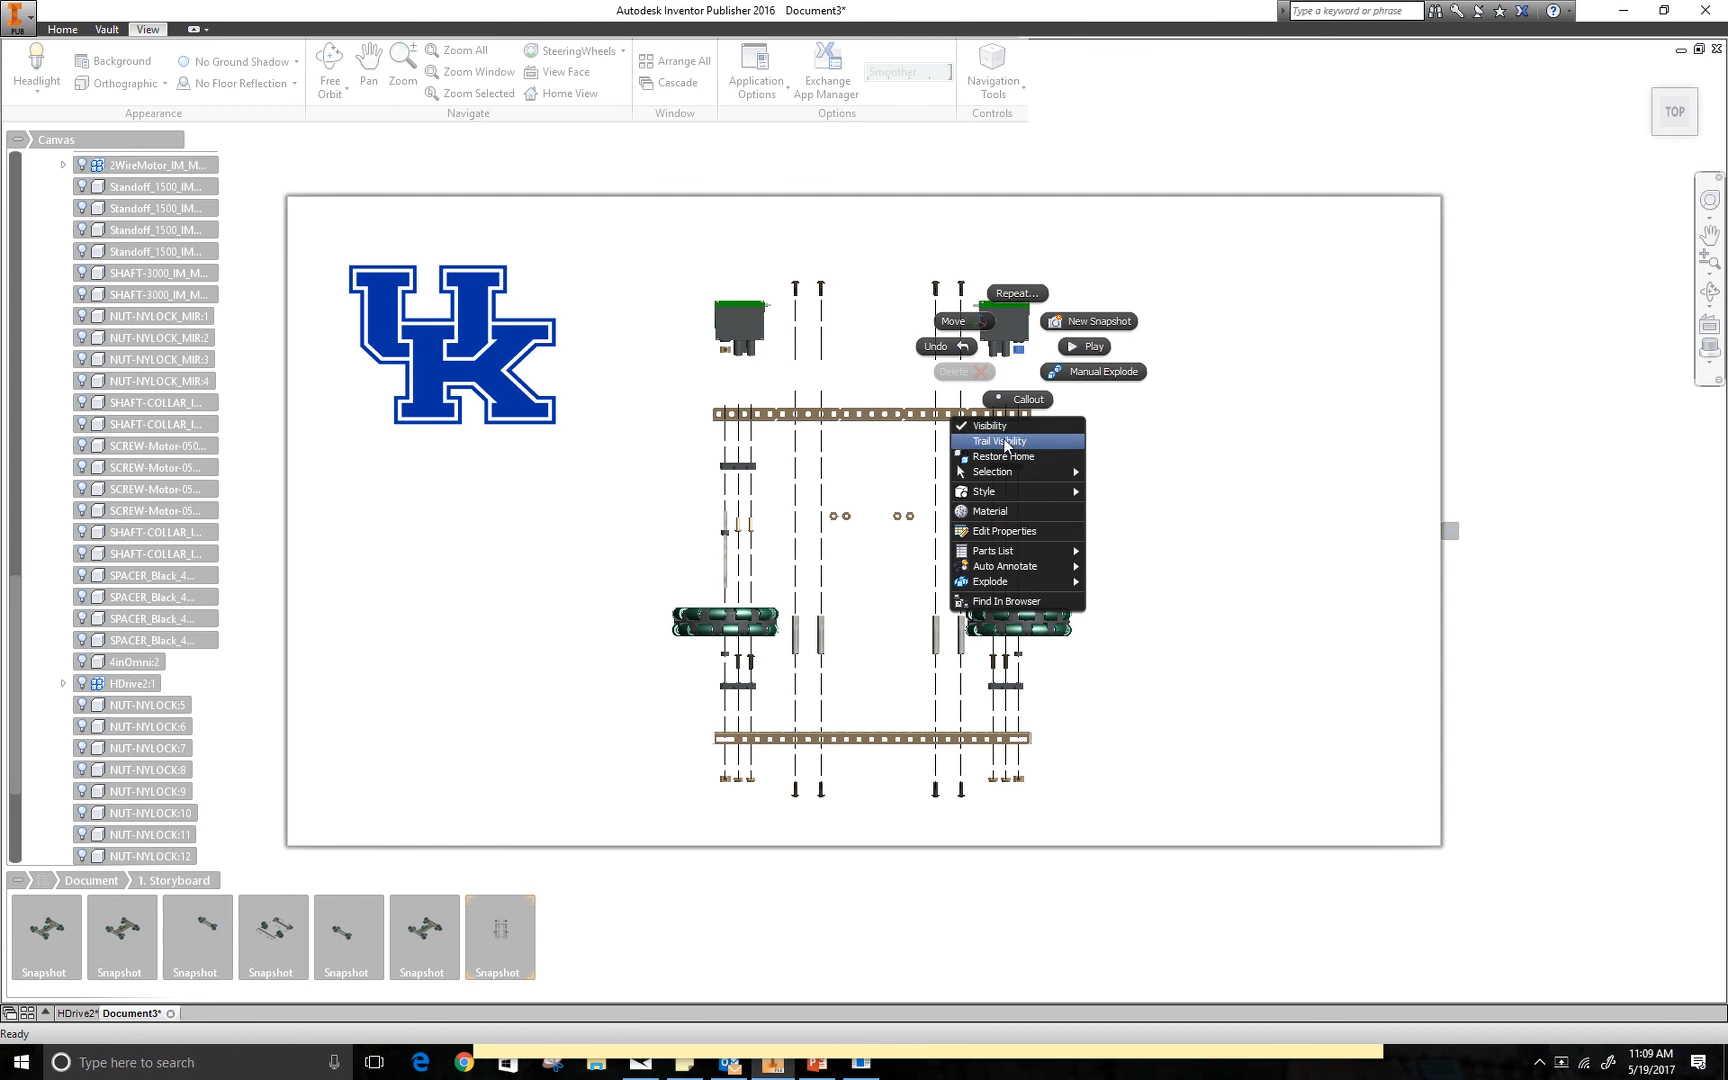 Autodesk Inventor Publisher 2016 Document3*
Type a keyword or phrase
PUB
Home Vault View
Headlight
Background
Orthographic
No Ground Shadow
No Floor Reflection
Appearance
Free
Orbit
Pan
Zoom
Zoom All
Zoom Window
Zoom Selected
SteeringWheels
View Face
Home View
Navigate
Arrange All
Cascade
Window
Application
Options
Exchange
App Manager
Smoother
Options
Navigation
Tools
Controls
TOP
Canvas
2WireMotor_IM_M...
Standoff_1500_IM...
Standoff_1500_IM...
Standoff_1500_IM...
Standoff_1500_IM...
SHAFT-3000_IM_M...
SHAFT-3000_IM_M...
NUT-NYLOCK_MIR:1
NUT-NYLOCK_MIR:2
NUT-NYLOCK_MIR:3
NUT-NYLOCK_MIR:4
SHAFT-COLLAR_I...
SHAFT-COLLAR_I...
SCREW-Motor-050...
SCREW-Motor-05...
SCREW-Motor-05...
SCREW-Motor-05...
SHAFT-COLLAR_I...
SHAFT-COLLAR_I...
SPACER_Black_4...
SPACER_Black_4...
SPACER_Black_4...
SPACER_Black_4...
4inOmni:2
HDrive2:1
NUT-NYLOCK:5
NUT-NYLOCK:6
NUT-NYLOCK:7
NUT-NYLOCK:8
NUT-NYLOCK:9
NUT-NYLOCK:10
NUT-NYLOCK:11
NUT-NYLOCK:12
UK
Repeat...
Move
New Snapshot
Undo
Play
Delete
Manual Explode
Callout
Visibility
Trail Visibility
Restore Home
Selection
Style
Material
Edit Properties
Parts List
Auto Annotate
Explode
Find In Browser
Document 1. Storyboard
Snapshot Snapshot Snapshot Snapshot Snapshot Snapshot Snapshot
HDrive2* Document3*
Ready
Type here to search
11:09 AM
5/19/2017